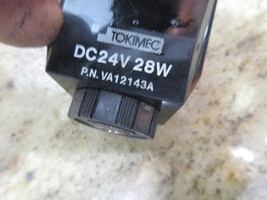 TOKIMEC
DC24V 28W
P.N. VA12143A